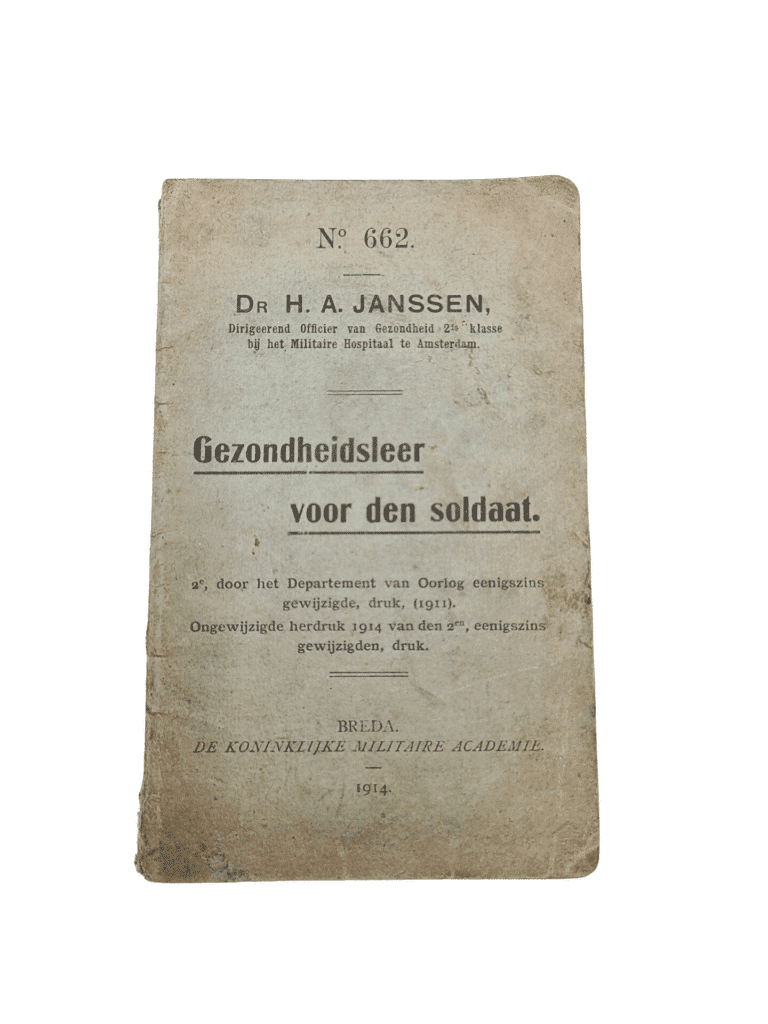 Nº. 662.
DR H. A. JANSSEN,
Dirigeerend Officier van Gezondheid 2de klasse
bij het Militaire Hospitaal te Amsterdam.
Gezondheidsleer
voor den soldaat.
2e, door het Departement van Oorlog eenigszins
gewijzigde, druk, (1911).
Ongewijzigde herdruk 1914 van den 2en, eenigszins
gewijzigden, druk.
BREDA.
DE KONINKLIJKE MILITAIRE ACADEMIE.
1914.